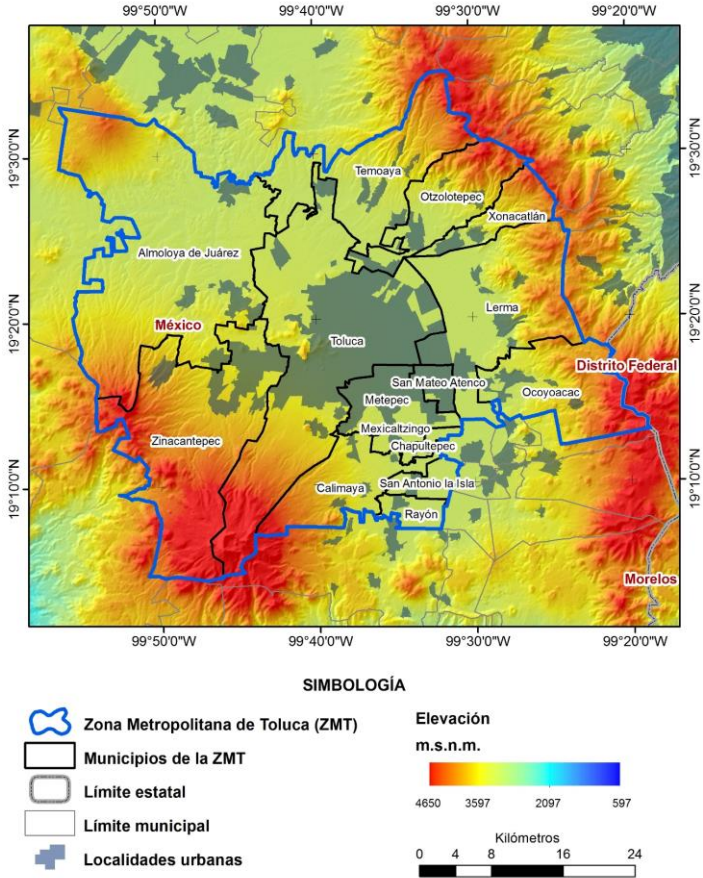 99°50'0"W 99°40'0"W 99°30'0"W 99°20'0"W
19°30'0"N
19°30'0"N
19°20'0"N
19°20'0"N
19°10'0"N
19°10'0"N
Temoaya
Otzolotepec
Xonacatlán
Almoloya de Juárez
Lerma
México
Toluca
Distrito Federal
San Mateo Atenco
Ocoyoacac
Metepec
Mexicaltzingo
Zinacantepec
Chapultepec
San Antonio la Isla
Calimaya
Rayón
Morelos
99°50'0"W 99°40'0"W 99°30'0"W 99°20'0"W
SIMBOLOGÍA
Zona Metropolitana de Toluca (ZMT)
Municipios de la ZMT
Límite estatal
Límite municipal
Localidades urbanas
Elevación
m.s.n.m.
4650 3597 2097 597
Kilómetros
0 4 8 16 24